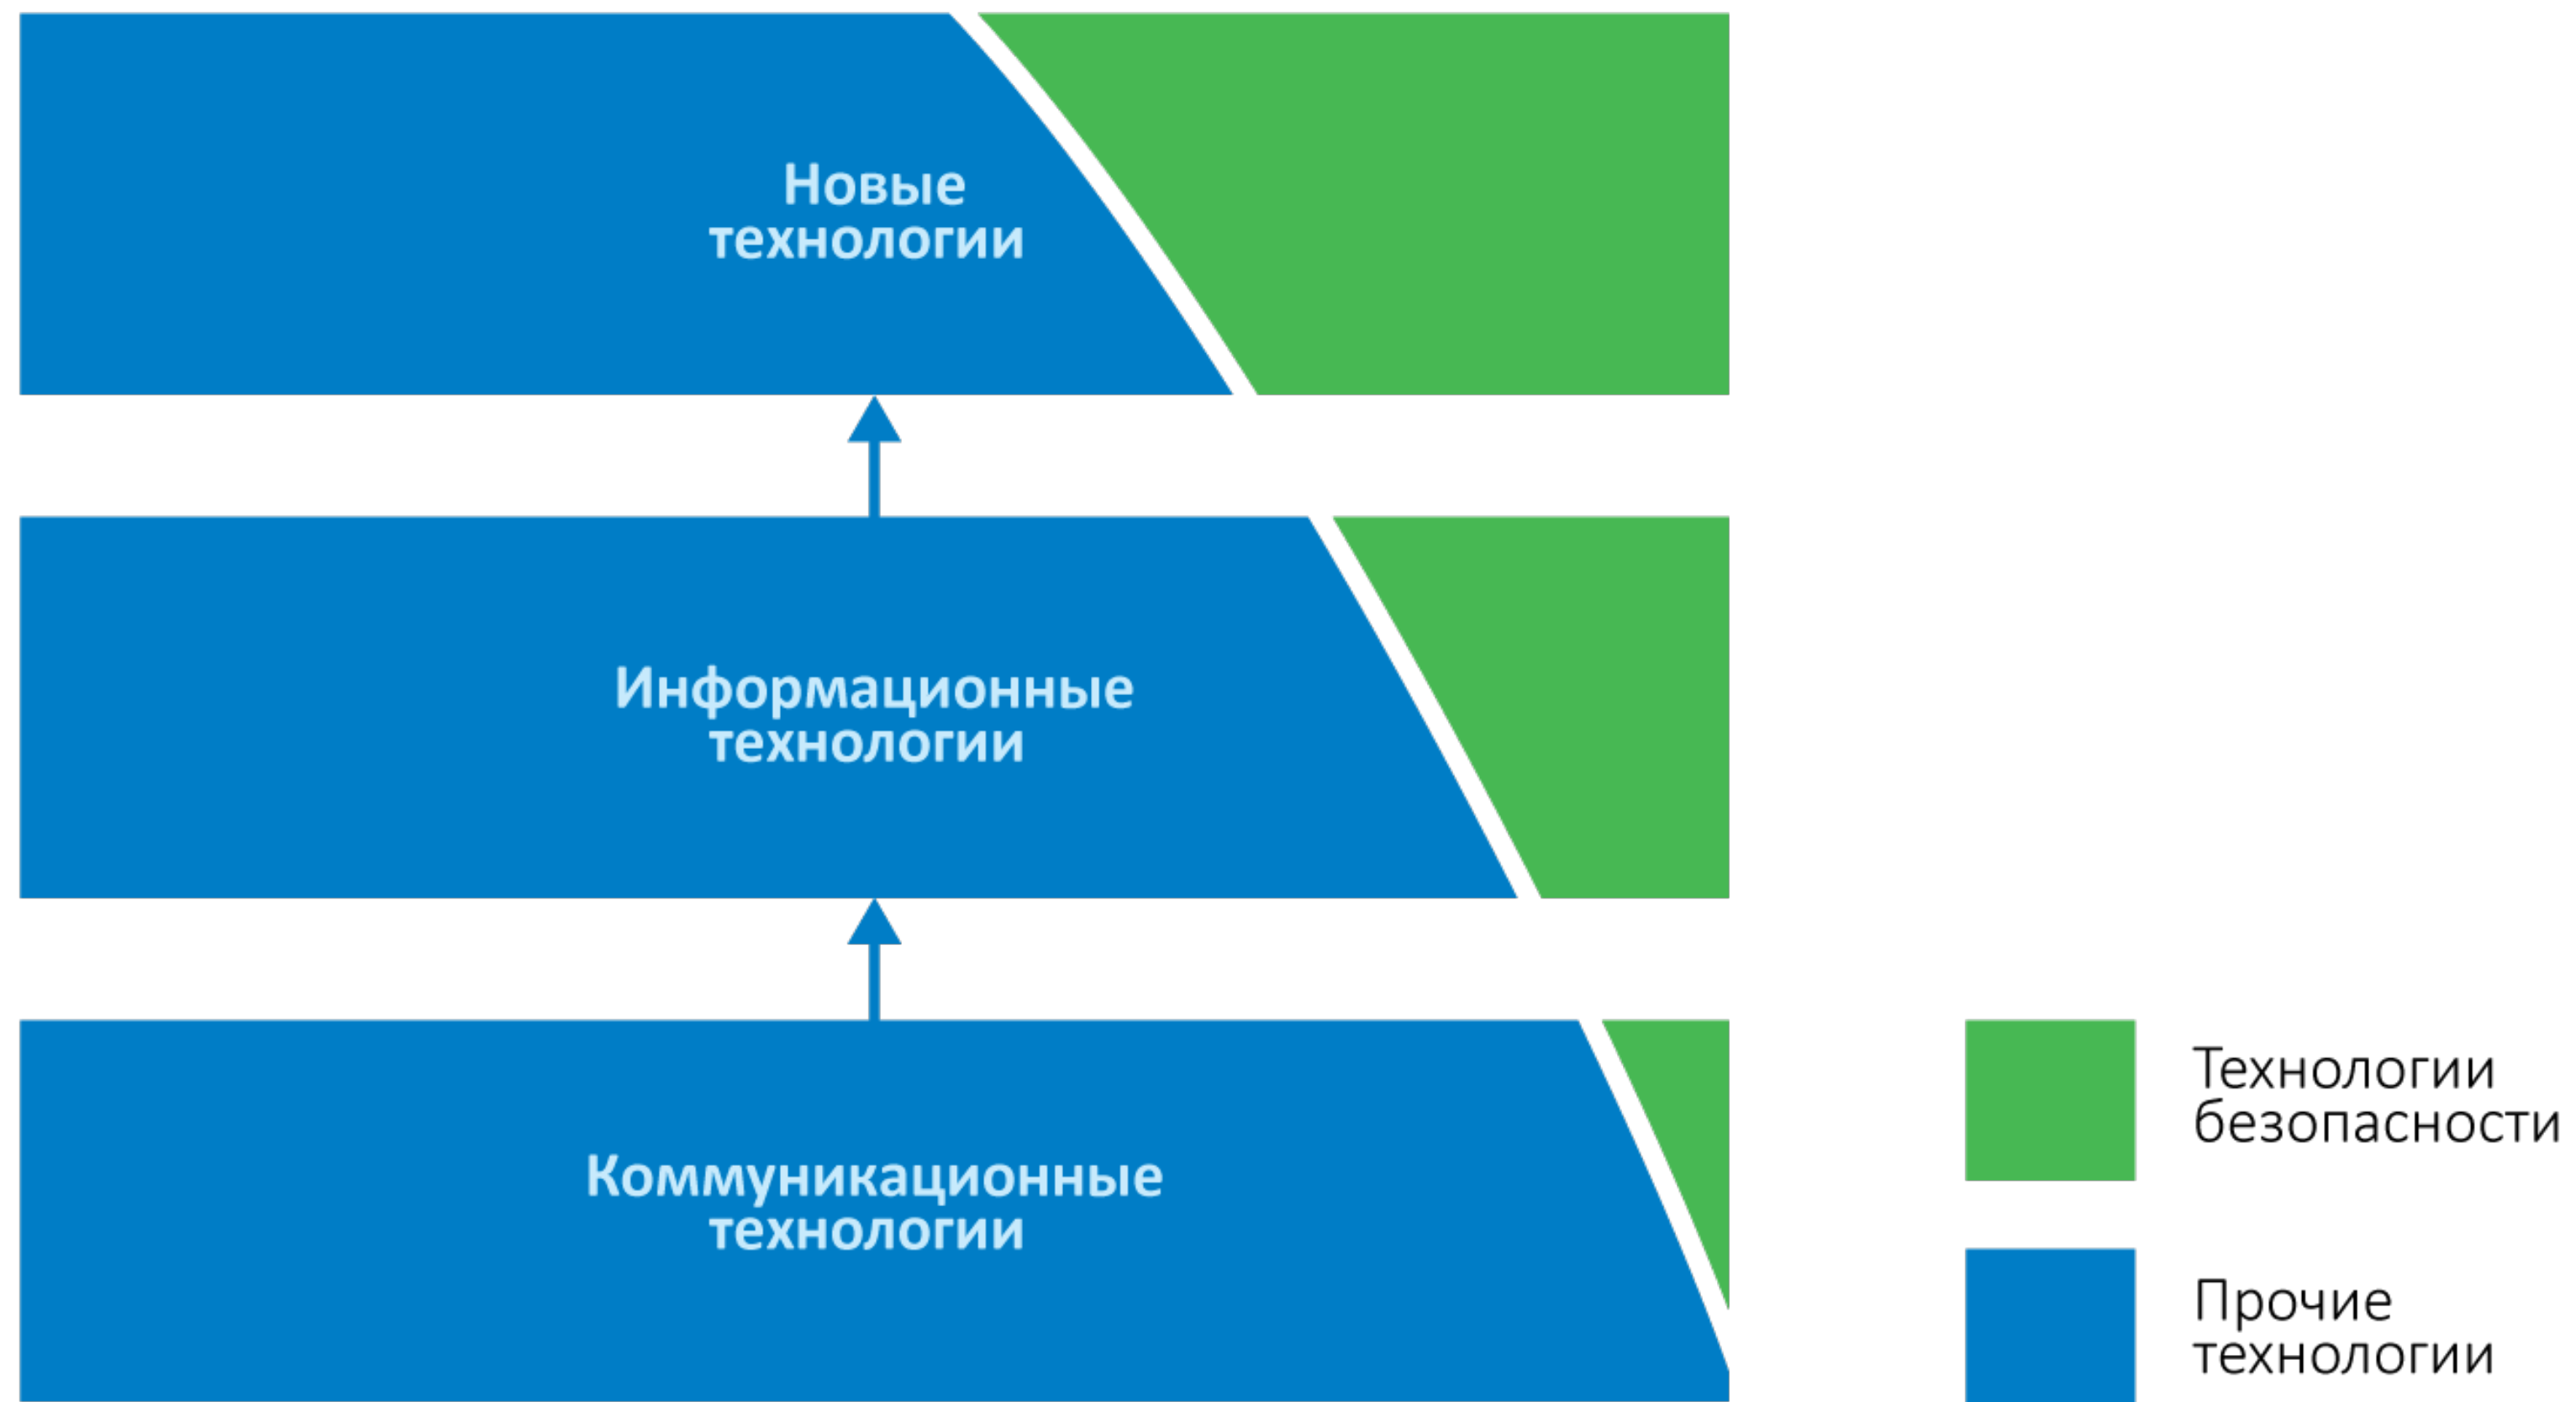 Новые
технологии
Информационные
технологии
Коммуникационные
технологии
Технологии
безопасности
Прочие
технологии